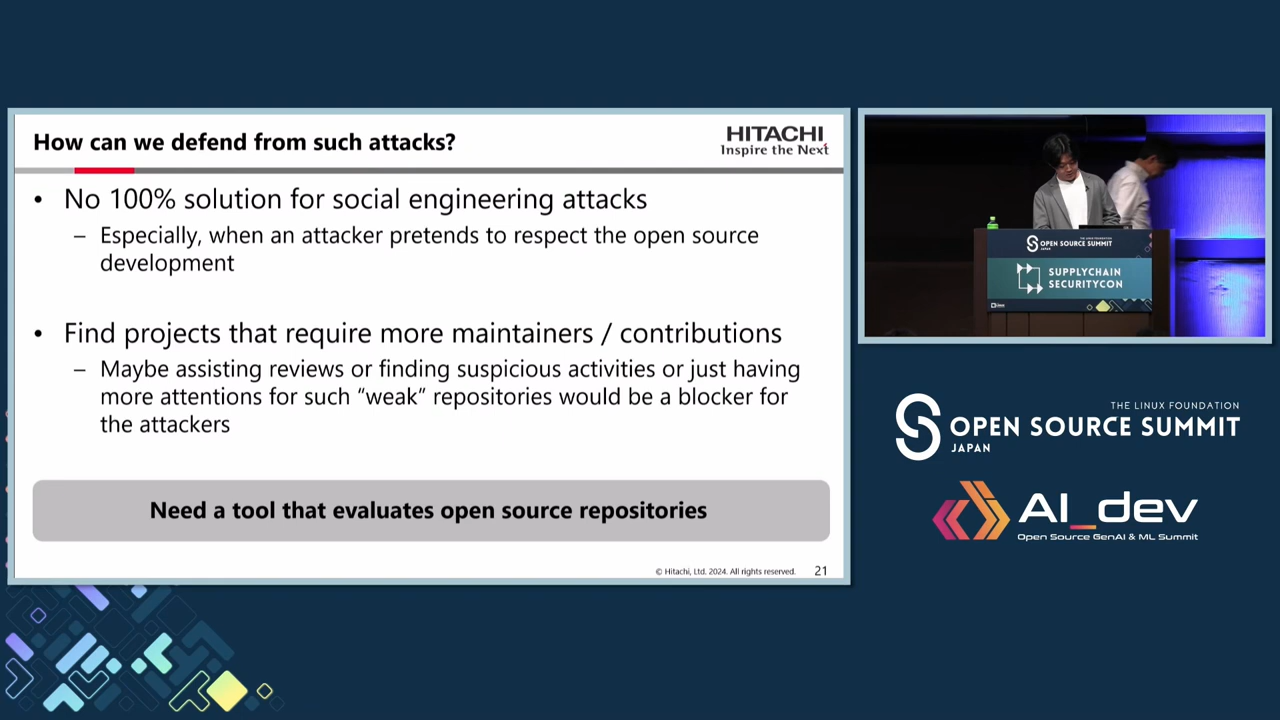 How can we defend from such attacks?
HITACHI
Inspire the Next
• No 100% solution for social engineering attacks
– Especially, when an attacker pretends to respect the open source
development
• Find projects that require more maintainers / contributions
– Maybe assisting reviews or finding suspicious activities or just having
more attentions for such “weak” repositories would be a blocker for
the attackers
Need a tool that evaluates open source repositories
© Hitachi, Ltd. 2024. All rights reserved.
21
THE LINUX FOUNDATION
OPEN SOURCE SUMMIT
JAPAN
SUPPLYCHAIN
SECURITYCON
THE LINUX FOUNDATION
OPEN SOURCE SUMMIT
JAPAN
AI_dev
Open Source GenAI & ML Summit